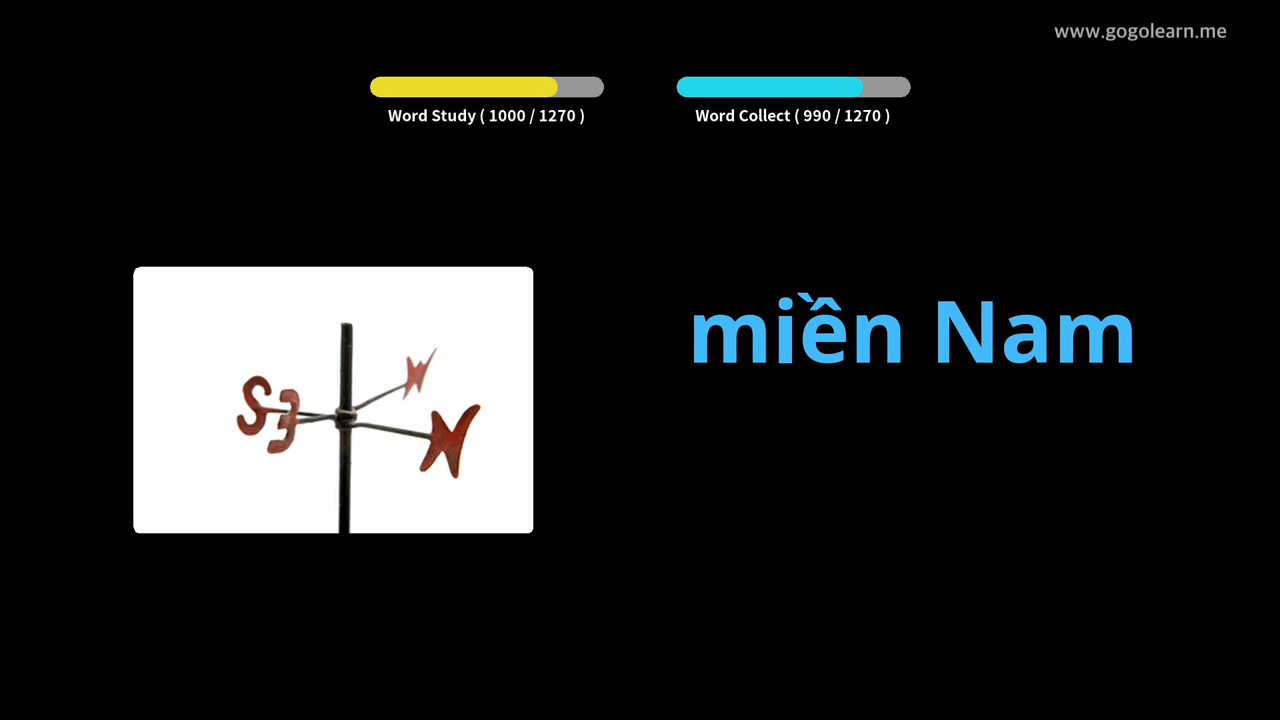 www.gogolearn.me
Word Study ( 1000 / 1270 )
Word Collect ( 990 / 1270 )
miền Nam
S
E
N